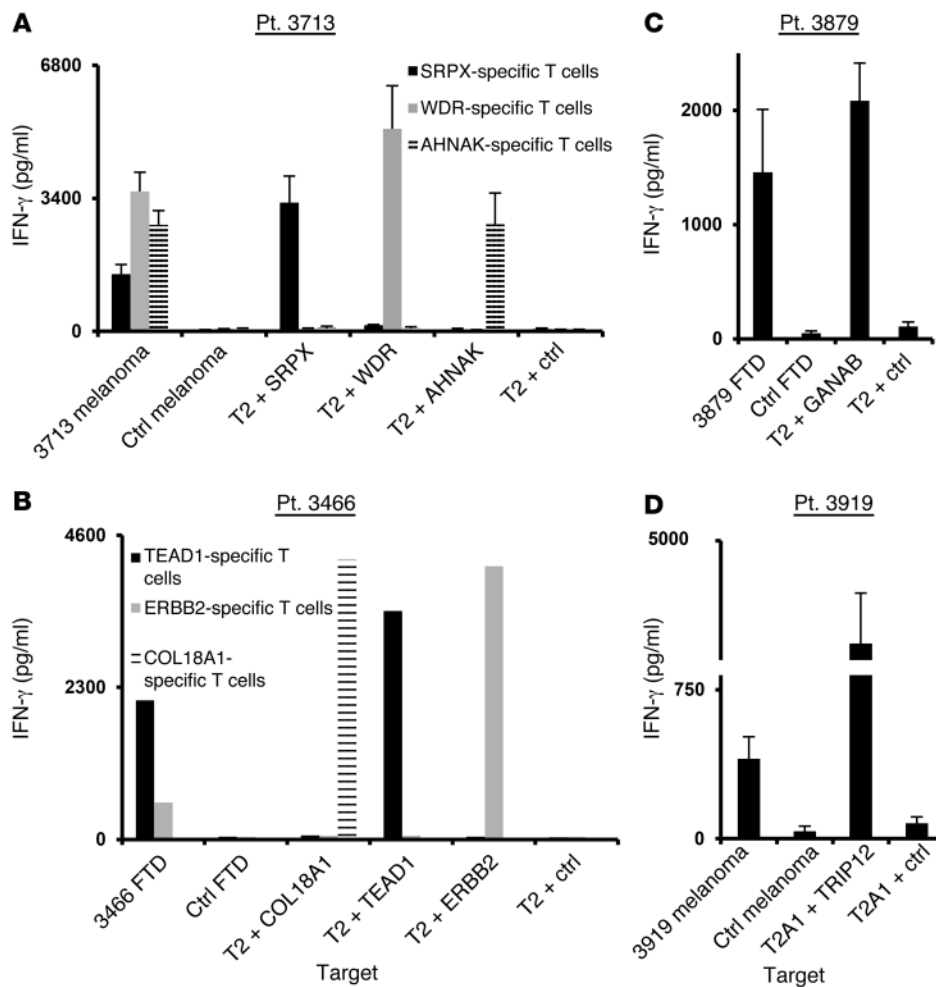 A
Pt. 3713
IFN-γ (pg/ml)
6800
3400
0
SRPX-specific T cells
WDR-specific T cells
AHNAK-specific T cells
3713 melanoma
Ctrl melanoma
T2 + SRPX
T2 + WDR
T2 + AHNAK
T2 + ctrl
C
Pt. 3879
IFN-γ (pg/ml)
2000
1000
0
3879 FTD
Ctrl FTD
T2 + GANAB
T2 + ctrl
B
Pt. 3466
IFN-γ (pg/ml)
4600
2300
0
TEAD1-specific T
cells
ERBB2-specific T cells
COL18A1-
specific T cells
3466 FTD
Ctrl FTD
T2 + COL18A1
T2 + TEAD1
T2 + ERBB2
T2 + ctrl
Target
D
Pt. 3919
IFN-γ (pg/ml)
5000
750
0
3919 melanoma
Ctrl melanoma
T2A1 + TRIP12
T2A1 + ctrl
Target